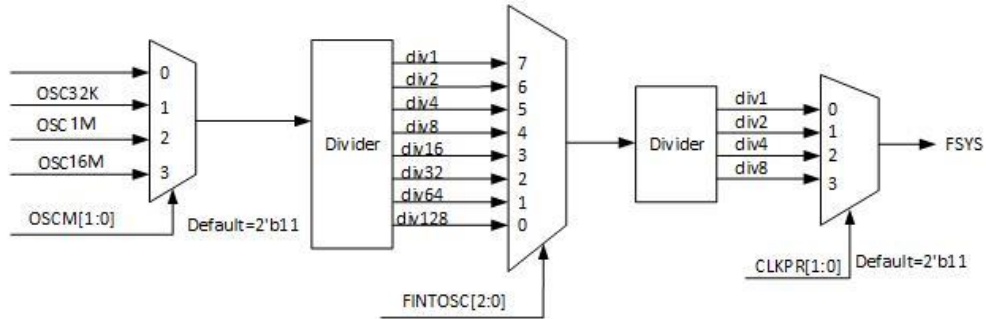 0
OSC32K
1
OSC1M
2
OSC16M
3
OSCM[1:0]
Default=2'b11
Divider
div1
div2
div4
div8
div16
div32
div64
div128
7
6
5
4
3
2
1
0
FINTOSC[2:0]
Divider
div1
div2
div4
div8
0
1
2
3
FSYS
CLKPR[1:0]
Default=2'b11